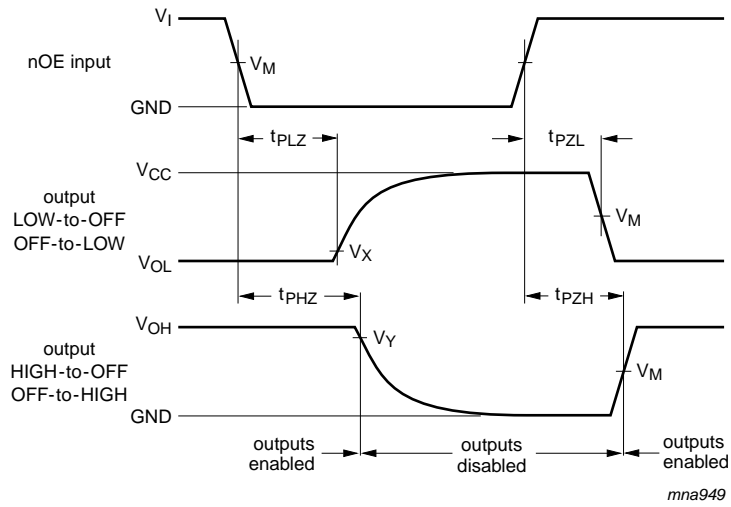 VI
nOE input
VM
GND
tPLZ
tPZL
VCC
output
LOW-to-OFF
OFF-to-LOW
VM
VX
VOL
tPHZ
tPZH
VOH
VY
output
HIGH-to-OFF
OFF-to-HIGH
VM
GND
outputs
enabled
outputs
disabled
outputs
enabled
mna949